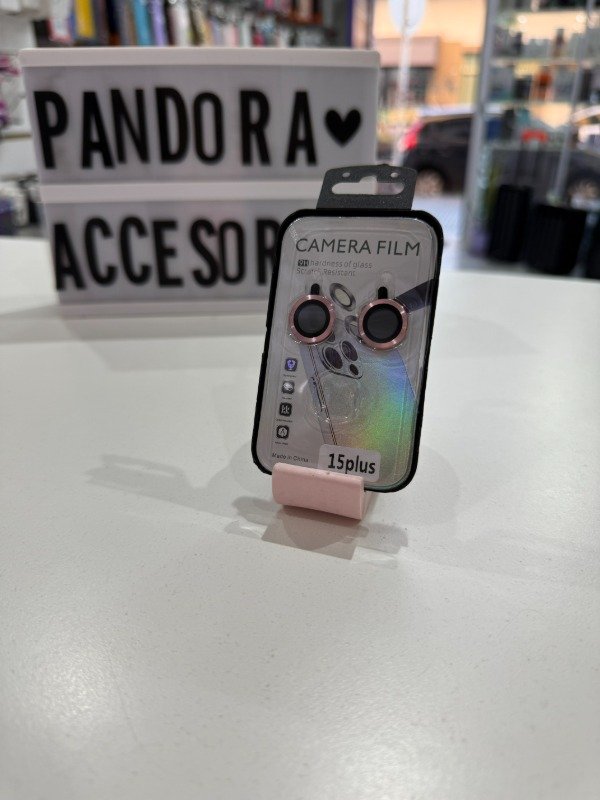 PANDORA♥
ACCESOR
CAMERA FILM
9H hardness of glass
Scratch Resistant
Made in China
15plus